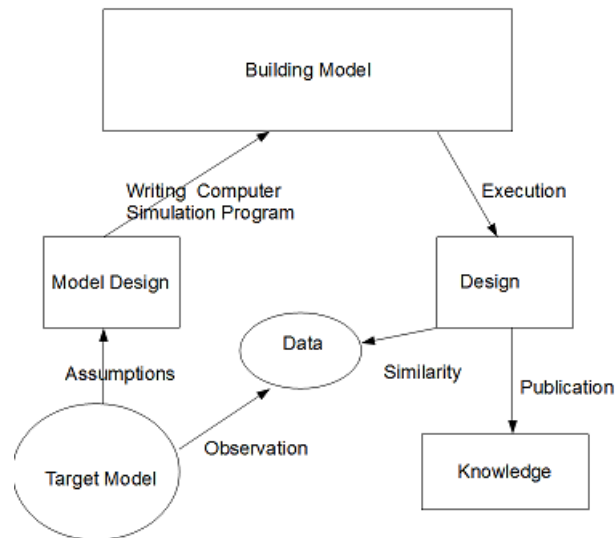 Building Model
Writing Computer
Simulation Program
Execution
Model Design
Design
Data
Assumptions
Similarity
Publication
Observation
Target Model
Knowledge